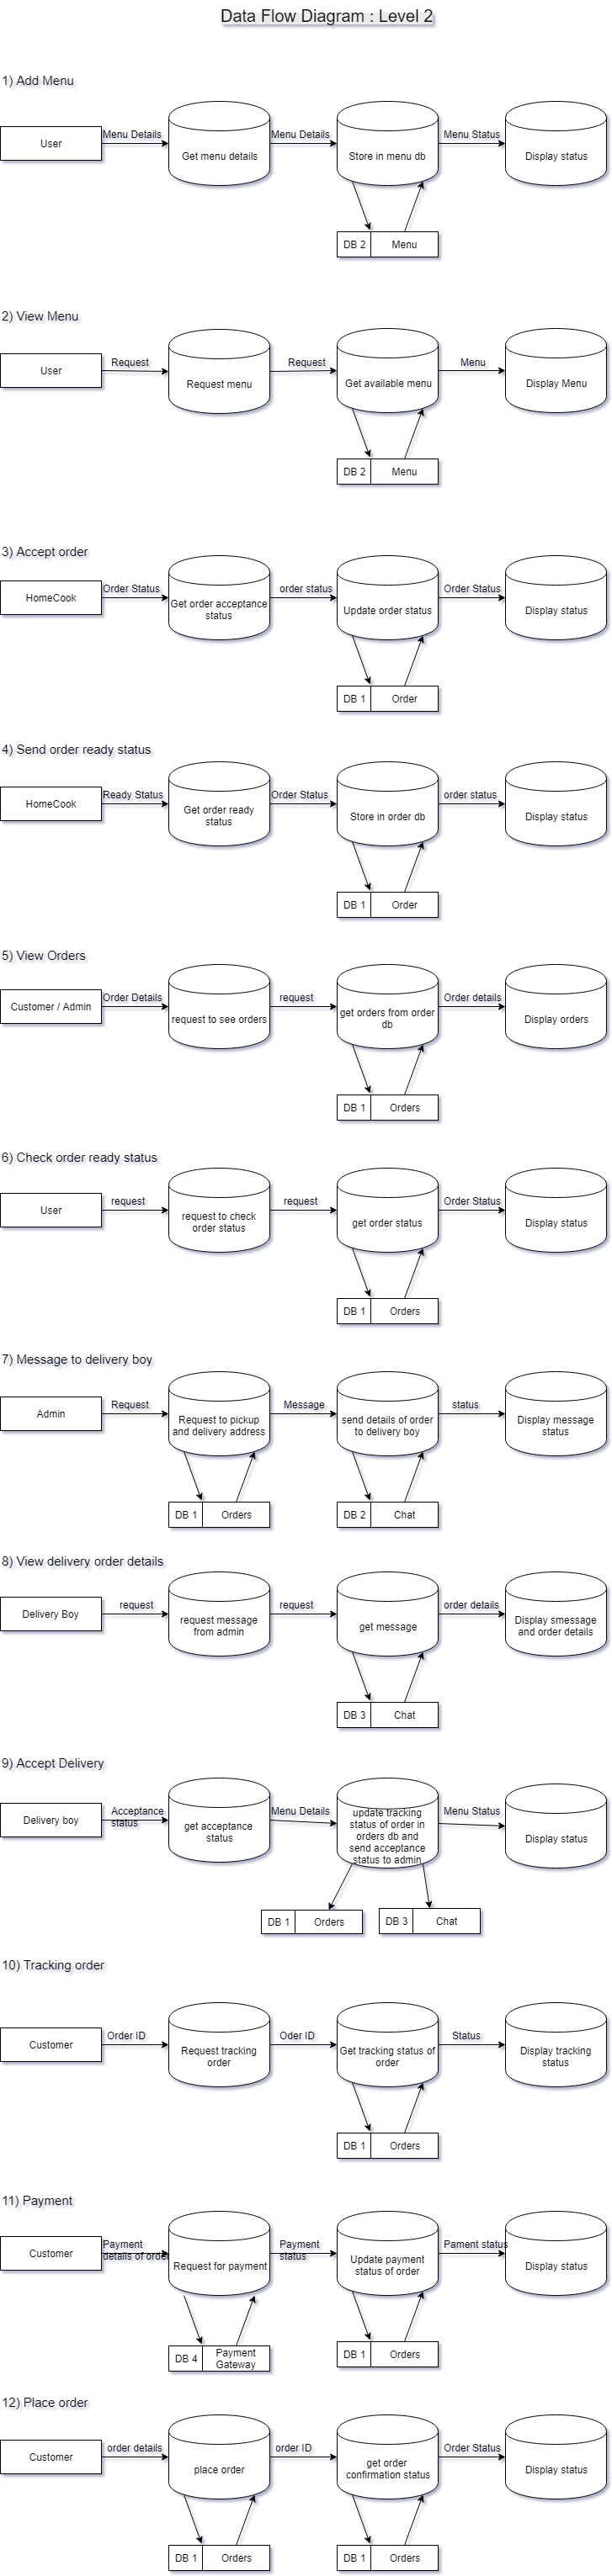 Data Flow Diagram : Level 2
1) Add Menu
User
Menu Details
Get menu details
Menu Details
Store in menu db
Menu Status
Display status
DB 2
Menu
2) View Menu
User
Request
Request menu
Request
Get available menu
Menu
Display Menu
DB 2
Menu
3) Accept order
HomeCook
Order Status
Get order acceptance
status
order status
Update order status
Order Status
Display status
DB 1
Order
4) Send order ready status
HomeCook
Ready Status
Get order ready
status
Order Status
Store in order db
order status
Display status
DB 1
Order
5) View Orders
Customer / Admin
Order Details
request to see orders
request
get orders from order
db
Order details
Display orders
DB 1
Orders
6) Check order ready status
User
request
request to check
order status
request
get order status
Order Status
Display status
DB 1
Orders
7) Message to delivery boy
Admin
Request
Request to pickup
and delivery address
Message
send details of order
to delivery boy
status
Display message
status
DB 1
Orders
DB 2
Chat
8) View delivery order details
Delivery Boy
request
request message
from admin
request
get message
order details
Display smessage
and order details
DB 3
Chat
9) Accept Delivery
Delivery boy
Acceptance
status
get acceptance
status
Menu Details
update tracking
status of order in
orders db and
send acceptance
status to admin
Menu Status
Display status
DB 1
Orders
DB 3
Chat
10) Tracking order
Customer
Order ID
Request tracking
order
Oder ID
Get tracking status of
order
Status
Display tracking
status
DB 1
Orders
11) Payment
Customer
Payment
details of order
Request for payment
Payment
status
Update payment
status of order
Pament status
Display status
DB 4
Payment
Gateway
DB 1
Orders
12) Place order
Customer
order details
place order
order ID
get order
confirmation status
Order Status
Display status
DB 1
Orders
DB 1
Orders